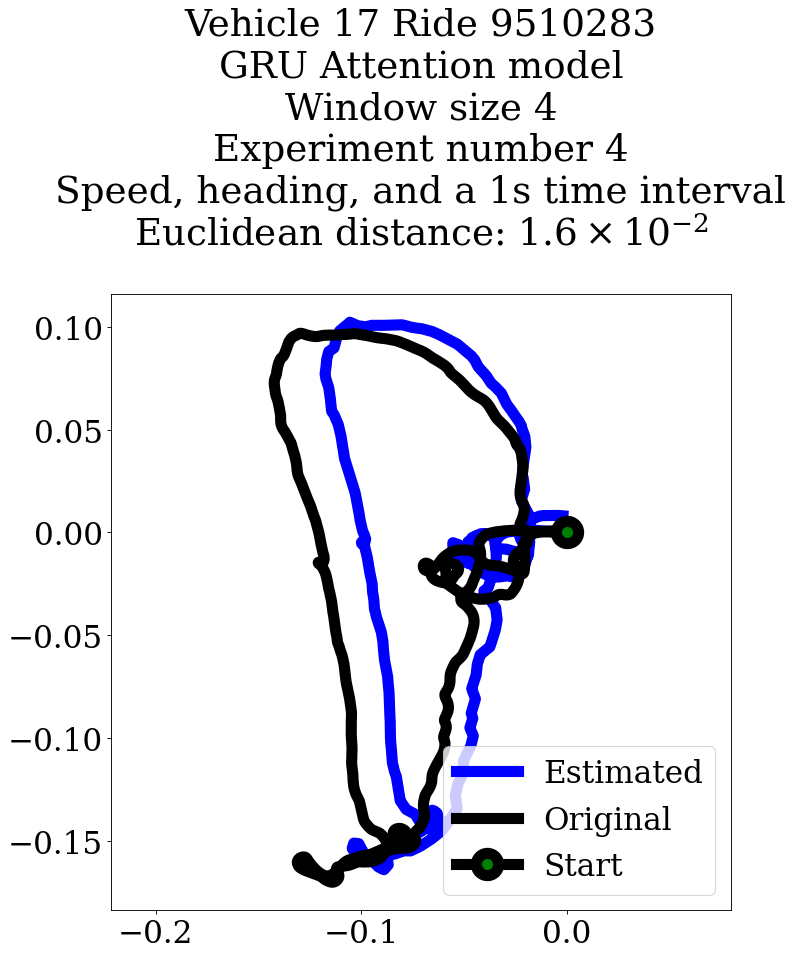 Vehicle 17 Ride 9510283
GRU Attention model
Window size 4
Experiment number 4
Speed, heading, and a 1s time interval
Euclidean distance: 1.6 × 10⁻²
0.10
0.05
0.00
−0.05
−0.10
−0.15
Estimated
Original
Start
−0.2
−0.1
0.0